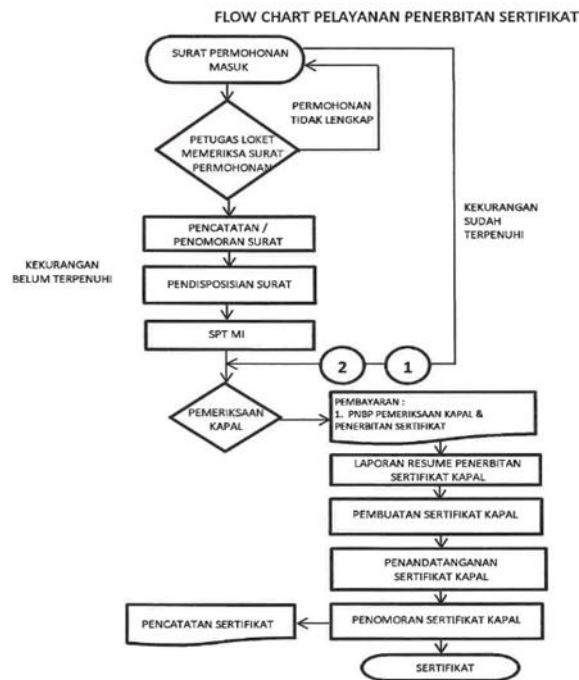 FLOW CHART PELAYANAN PENERBITAN SERTIFIKAT
SURAT PERMOHONAN
MASUK
PERMOHONAN
TIDAK LENGKAP
PETUGAS LOKET
MEMERIKSA SURAT
PERMOHONAN
KEKURANGAN
SUDAH
TERPENUHI
PENCATATAN /
PENOMORAN SURAT
KEKURANGAN
BELUM TERPENUHI
PENDISPOSISIAN SURAT
SPT MI
2
1
PEMERIKSAAN
KAPAL
PEMBAYARAN :
1. PNBP PEMERIKSAAN KAPAL &
PENERBITAN SERTIFIKAT
LAPORAN RESUME PENERBITAN
SERTIFIKAT KAPAL
PEMBUATAN SERTIFIKAT KAPAL
PENANDATANGANAN
SERTIFIKAT KAPAL
PENOMORAN SERTIFIKAT KAPAL
PENCATATAN SERTIFIKAT
SERTIFIKAT